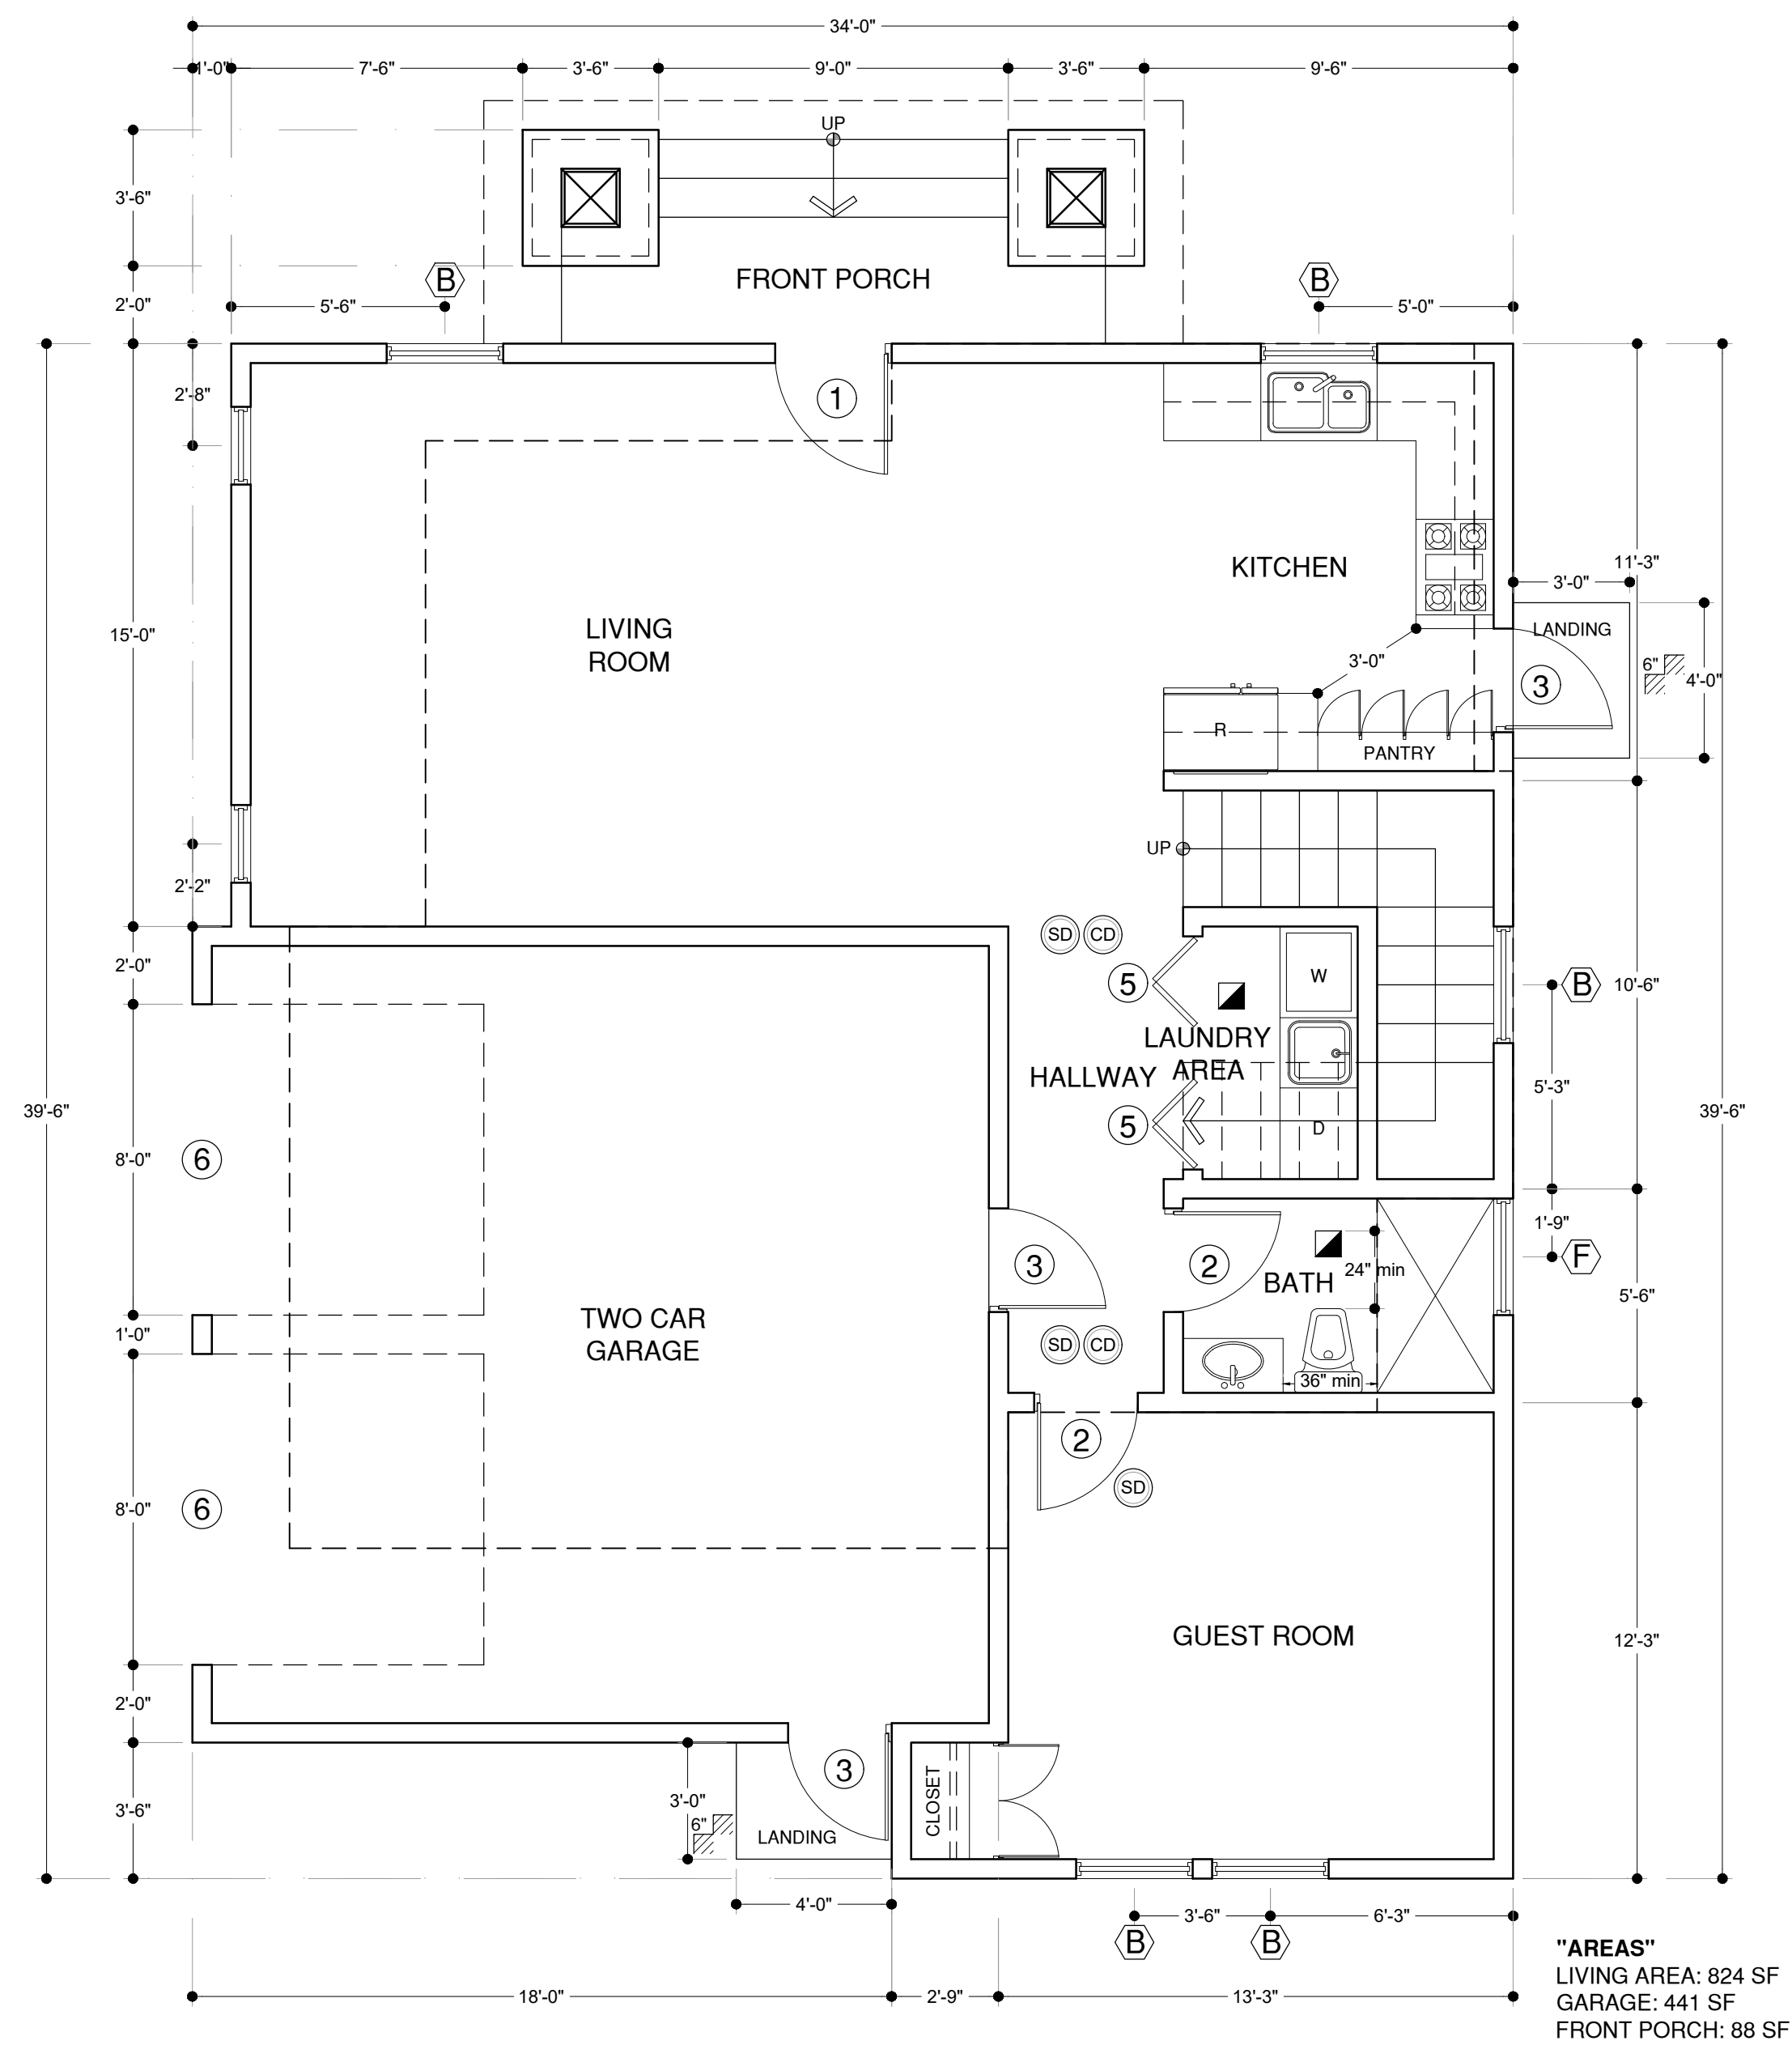 34'-0"
1'-0"
7'-6"
3'-6"
9'-0"
3'-6"
9'-6"
UP
3'-6"
FRONT PORCH
B
B
2'-0"
5'-6"
5'-0"
2'-8"
1
11'-3"
KITCHEN
3'-0"
LIVING
ROOM
15'-0"
LANDING
3'-0"
6"
4'-0"
3
R
PANTRY
UP
2'-2"
SD
CD
2'-0"
W
5
B
10'-6"
LAUNDRY
AREA
HALLWAY
5'-3"
39'-6"
39'-6"
5
D
8'-0"
6
1'-9"
F
3
2
24" min
BATH
5'-6"
TWO CAR
GARAGE
1'-0"
SD
CD
36" min
2
SD
8'-0"
6
GUEST ROOM
12'-3"
2'-0"
3
CLOSET
3'-0"
6"
3'-6"
LANDING
4'-0"
3'-6"
6'-3"
B
B
18'-0"
2'-9"
13'-3"
"AREAS"
LIVING AREA: 824 SF
GARAGE: 441 SF
FRONT PORCH: 88 SF